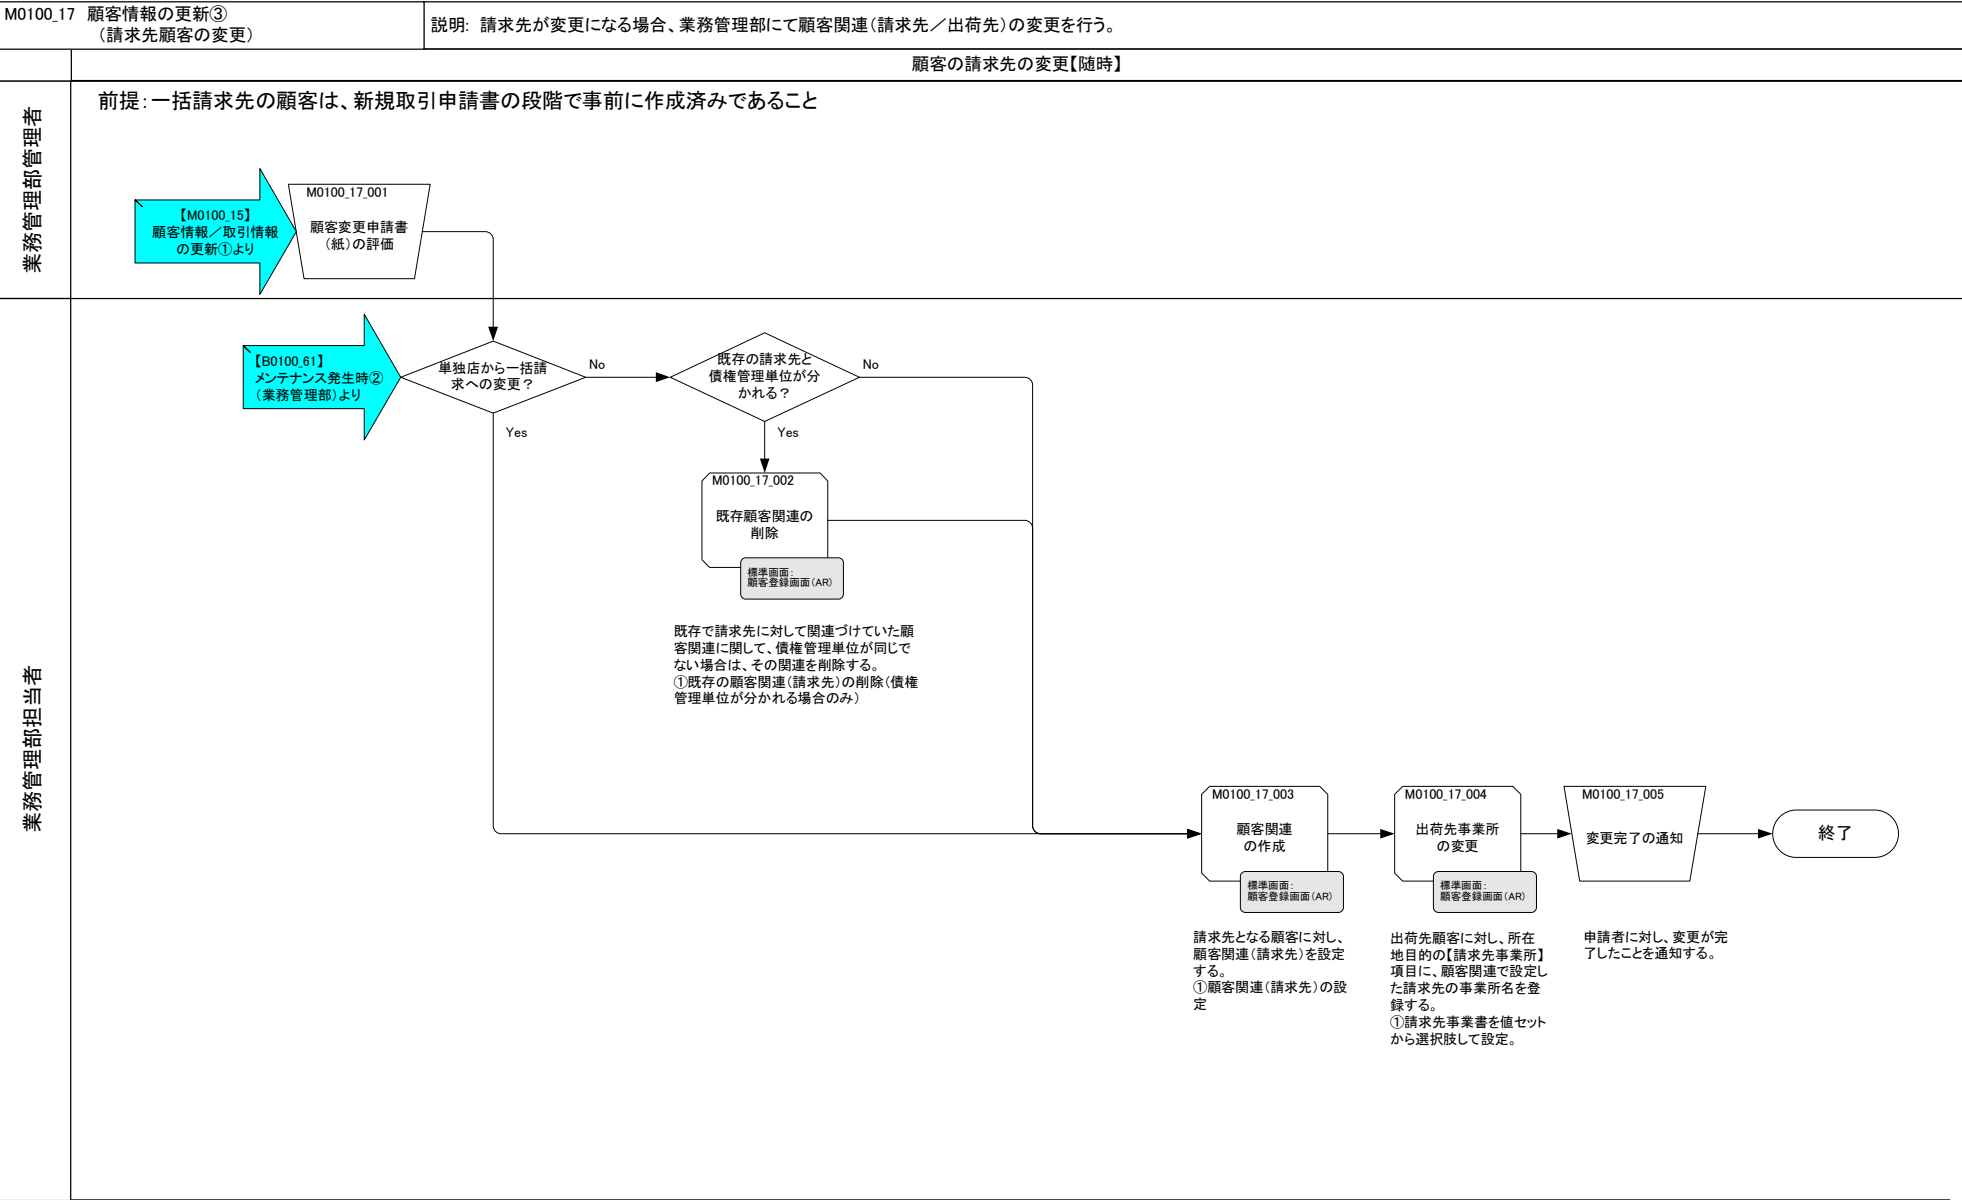 M0100_17 顧客情報の更新③
（請求先顧客の変更）
説明: 請求先が変更になる場合、業務管理部にて顧客関連（請求先／出荷先）の変更を行う。
顧客の請求先の変更【随時】
業務管理部管理者
前提：一括請求先の顧客は、新規取引申請書の段階で事前に作成済みであること
【M0100_15】
顧客情報／取引情報
の更新①より
M0100_17_001
顧客変更申請書
（紙）の評価
業務管理部担当者
【B0100_61】
メンテナンス発生時②
（業務管理部）より
単独店から一括請
求への変更？
No
Yes
既存の請求先と
債権管理単位が分
かれる？
No
Yes
M0100_17_002
既存顧客関連の
削除
標準画面：
顧客登録画面（AR）
既存で請求先に対して関連づけていた顧
客関連に関して、債権管理単位が同じで
ない場合は、その関連を削除する。
①既存の顧客関連（請求先）の削除（債権
管理単位が分かれる場合のみ）
M0100_17_003
顧客関連
の作成
標準画面：
顧客登録画面（AR）
請求先となる顧客に対し、
顧客関連（請求先）を設定
する。
①顧客関連（請求先）の設
定
M0100_17_004
出荷先事業所
の変更
標準画面：
顧客登録画面（AR）
出荷先顧客に対し、所在
地目的の【請求先事業所】
項目に、顧客関連で設定し
た請求先の事業所名を登
録する。
①請求先事業書を値セット
から選択肢して設定。
M0100_17_005
変更完了の通知
申請者に対し、変更が完
了したことを通知する。
終了